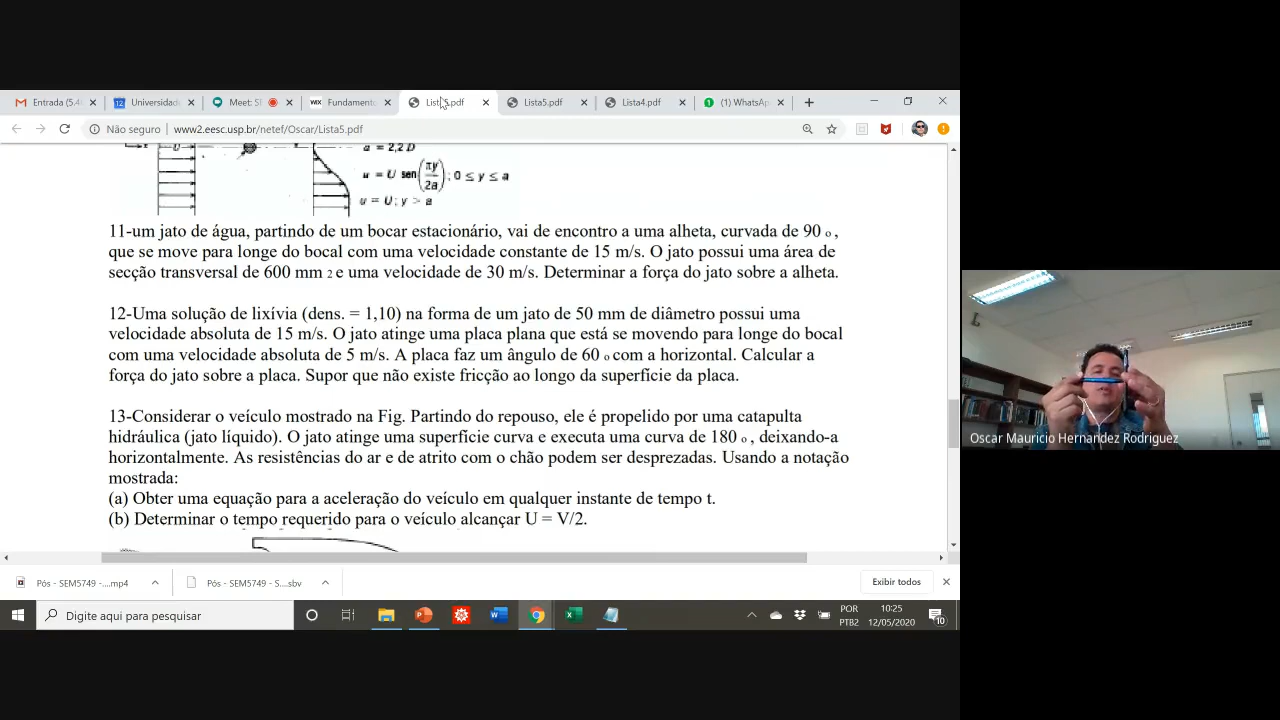 Entrada (5.4
Universidad
Meet: S
WIX Fundament
Lista5.pdf
Lista4.pdf
(1) WhatsAp
Não seguro
www2.eesc.usp.br/netef/Oscar/Lista5.pdf
U
a = 2,2 D
u = U sen(πy/2a); 0 ≤ y ≤ a
u = U; y > a
11-um jato de água, partindo de um bocar estacionário, vai de encontro a uma alheta, curvada de 90 o ,
que se move para longe do bocal com uma velocidade constante de 15 m/s. O jato possui uma área de
secção transversal de 600 mm 2 e uma velocidade de 30 m/s. Determinar a força do jato sobre a alheta.
12-Uma solução de lixívia (dens. = 1,10) na forma de um jato de 50 mm de diâmetro possui uma
velocidade absoluta de 15 m/s. O jato atinge uma placa plana que está se movendo para longe do bocal
com uma velocidade absoluta de 5 m/s. A placa faz um ângulo de 60 o com a horizontal. Calcular a
força do jato sobre a placa. Supor que não existe fricção ao longo da superfície da placa.
13-Considerar o veículo mostrado na Fig. Partindo do repouso, ele é propelido por uma catapulta
hidráulica (jato líquido). O jato atinge uma superfície curva e executa uma curva de 180 o , deixando-a
horizontalmente. As resistências do ar e de atrito com o chão podem ser desprezadas. Usando a notação
mostrada:
(a) Obter uma equação para a aceleração do veículo em qualquer instante de tempo t.
(b) Determinar o tempo requerido para o veículo alcançar U = V/2.
Oscar Mauricio Hernandez Rodriguez
Pós - SEM5749 -....mp4
Pós - SEM5749 - S....sbv
Exibir todos
Digite aqui para pesquisar
POR
PTB2
10:25
12/05/2020
10